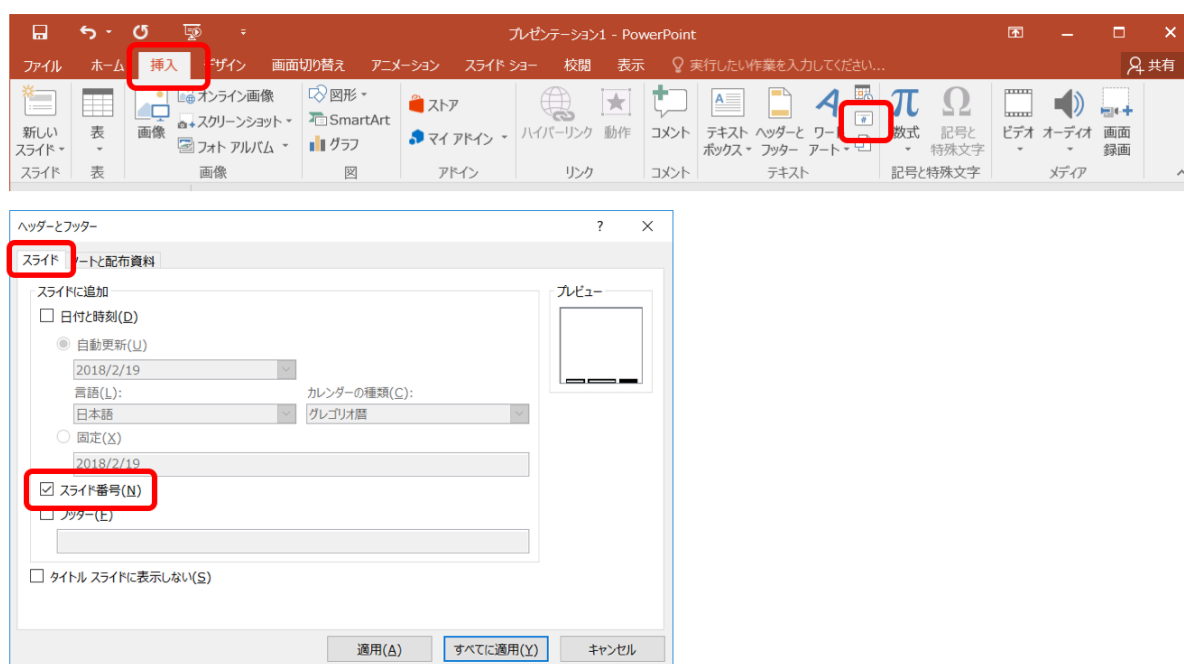 プレゼンテーション1 - PowerPoint
ファイル ホーム 挿入 デザイン 画面切り替え アニメーション スライド ショー 校閲 表示 実行したい作業を入力してください... 共有
新しい
スライド
表
画像
オンライン画像
スクリーンショット
フォト アルバム
図形
SmartArt
グラフ
ストア
マイ アドイン
ハイパーリンク
動作
コメント
テキスト
ボックス
ヘッダーと
フッター
ワード
アート
#
数式
記号と
特殊文字
ビデオ
オーディオ
画面
録画
スライド 表 画像 図 アドイン リンク コメント テキスト 記号と特殊文字 メディア
ヘッダーとフッター ?
スライド ノートと配布資料
スライドに追加
プレビュー
日付と時刻(D)
自動更新(U)
2018/2/19
言語(L): カレンダーの種類(C):
日本語 グレゴリオ暦
固定(X)
2018/2/19
スライド番号(N)
フッター(F)
タイトル スライドに表示しない(S)
適用(A) すべてに適用(Y) キャンセル